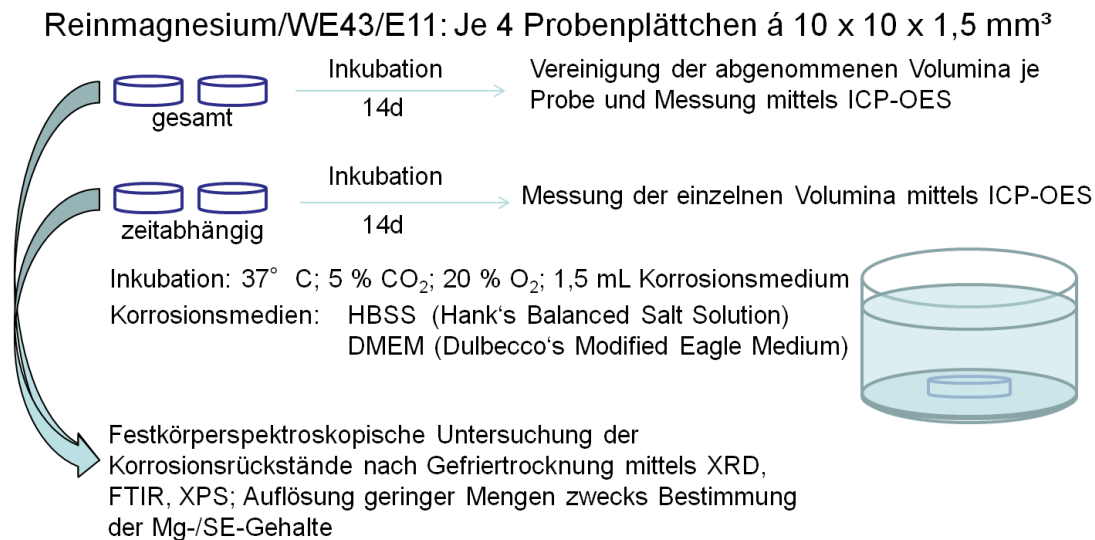 Reinmagnesium/WE43/E11: Je 4 Probenplättchen á 10 x 10 x 1,5 mm³
gesamt
Inkubation
14d
Vereinigung der abgenommenen Volumina je
Probe und Messung mittels ICP-OES
zeitabhängig
Inkubation
14d
Messung der einzelnen Volumina mittels ICP-OES
Inkubation: 37° C; 5 % CO₂; 20 % O₂; 1,5 mL Korrosionsmedium
Korrosionsmedien: HBSS (Hank‘s Balanced Salt Solution)
DMEM (Dulbecco‘s Modified Eagle Medium)
Festkörperspektroskopische Untersuchung der
Korrosionsrückstände nach Gefriertrocknung mittels XRD,
FTIR, XPS; Auflösung geringer Mengen zwecks Bestimmung
der Mg-/SE-Gehalte